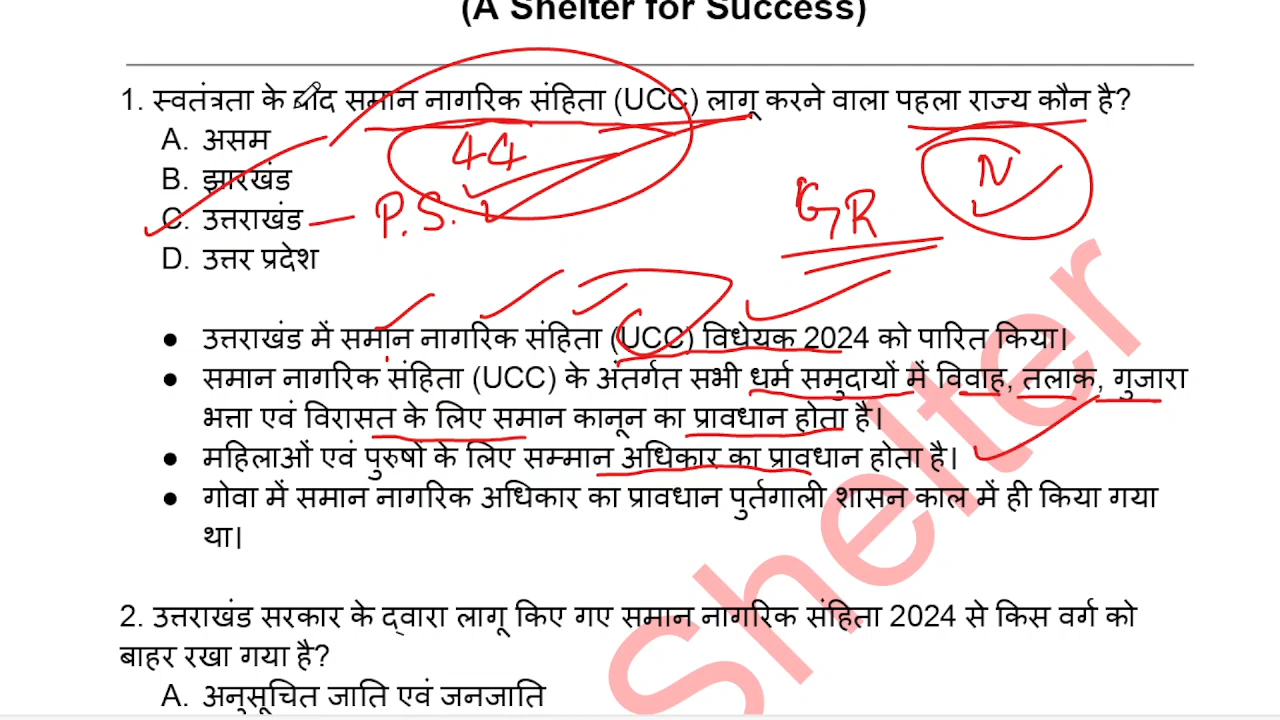 (A Shelter for Success)
1. स्वतंत्रता के बाद समान नागरिक संहिता (UCC) लागू करने वाला पहला राज्य कौन है?
A. असम
44
N
B. झारखंड
C. उत्तराखंड
P.S.
GR
D. उत्तर प्रदेश
● उत्तराखंड में समान नागरिक संहिता (UCC) विधेयक 2024 को पारित किया।
● समान नागरिक संहिता (UCC) के अंतर्गत सभी धर्म समुदायों में विवाह, तलाक, गुजारा
भत्ता एवं विरासत के लिए समान कानून का प्रावधान होता है।
● महिलाओं एवं पुरुषों के लिए सम्मान अधिकार का प्रावधान होता है।
● गोवा में समान नागरिक अधिकार का प्रावधान पुर्तगाली शासन काल में ही किया गया
था।
Shelter
2. उत्तराखंड सरकार के द्वारा लागू किए गए समान नागरिक संहिता 2024 से किस वर्ग को
बाहर रखा गया है?
A. अनुसूचित जाति एवं जनजाति